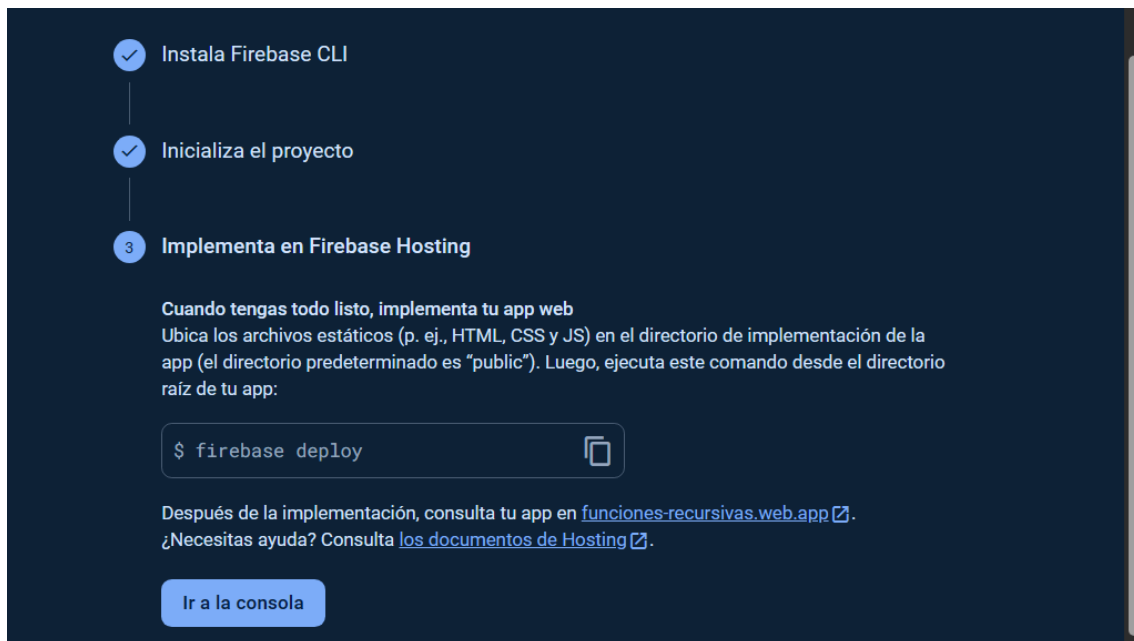 Instala Firebase CLI
Inicializa el proyecto
3
Implementa en Firebase Hosting
Cuando tengas todo listo, implementa tu app web
Ubica los archivos estáticos (p. ej., HTML, CSS y JS) en el directorio de implementación de la
app (el directorio predeterminado es “public”). Luego, ejecuta este comando desde el directorio
raíz de tu app:
$ firebase deploy
Después de la implementación, consulta tu app en funciones-recursivas.web.app.
¿Necesitas ayuda? Consulta los documentos de Hosting.
Ir a la consola